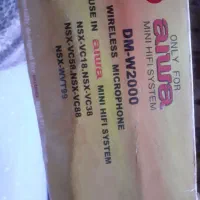 ONLY FOR
aiwa
MINI HIFI SYSTEM
DM-W2000
WIRELESS MICROPHONE
USE IN aiwa MINI HIFI SYSTEM
NSX-VC18,NSX-VC38
NSX-VC58,NSX-VC88
NSX-WVT99